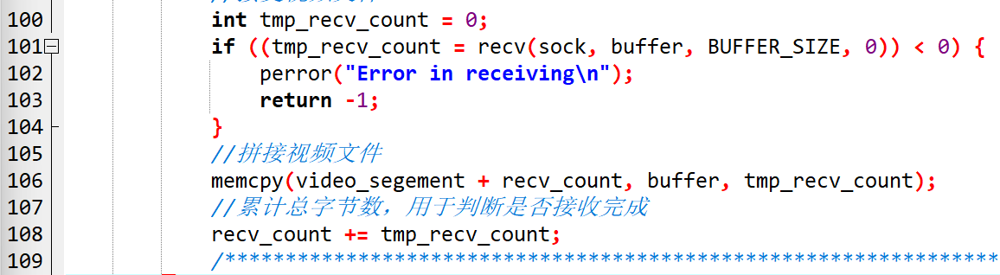 100 int tmp_recv_count = 0;
101 if ((tmp_recv_count = recv(sock, buffer, BUFFER_SIZE, 0)) < 0) {
102 perror("Error in receiving\n");
103 return -1;
104 }
105 //拼接视频文件
106 memcpy(video_segement + recv_count, buffer, tmp_recv_count);
107 //累计总字节数，用于判断是否接收完成
108 recv_count += tmp_recv_count;
109 /****************************************************************